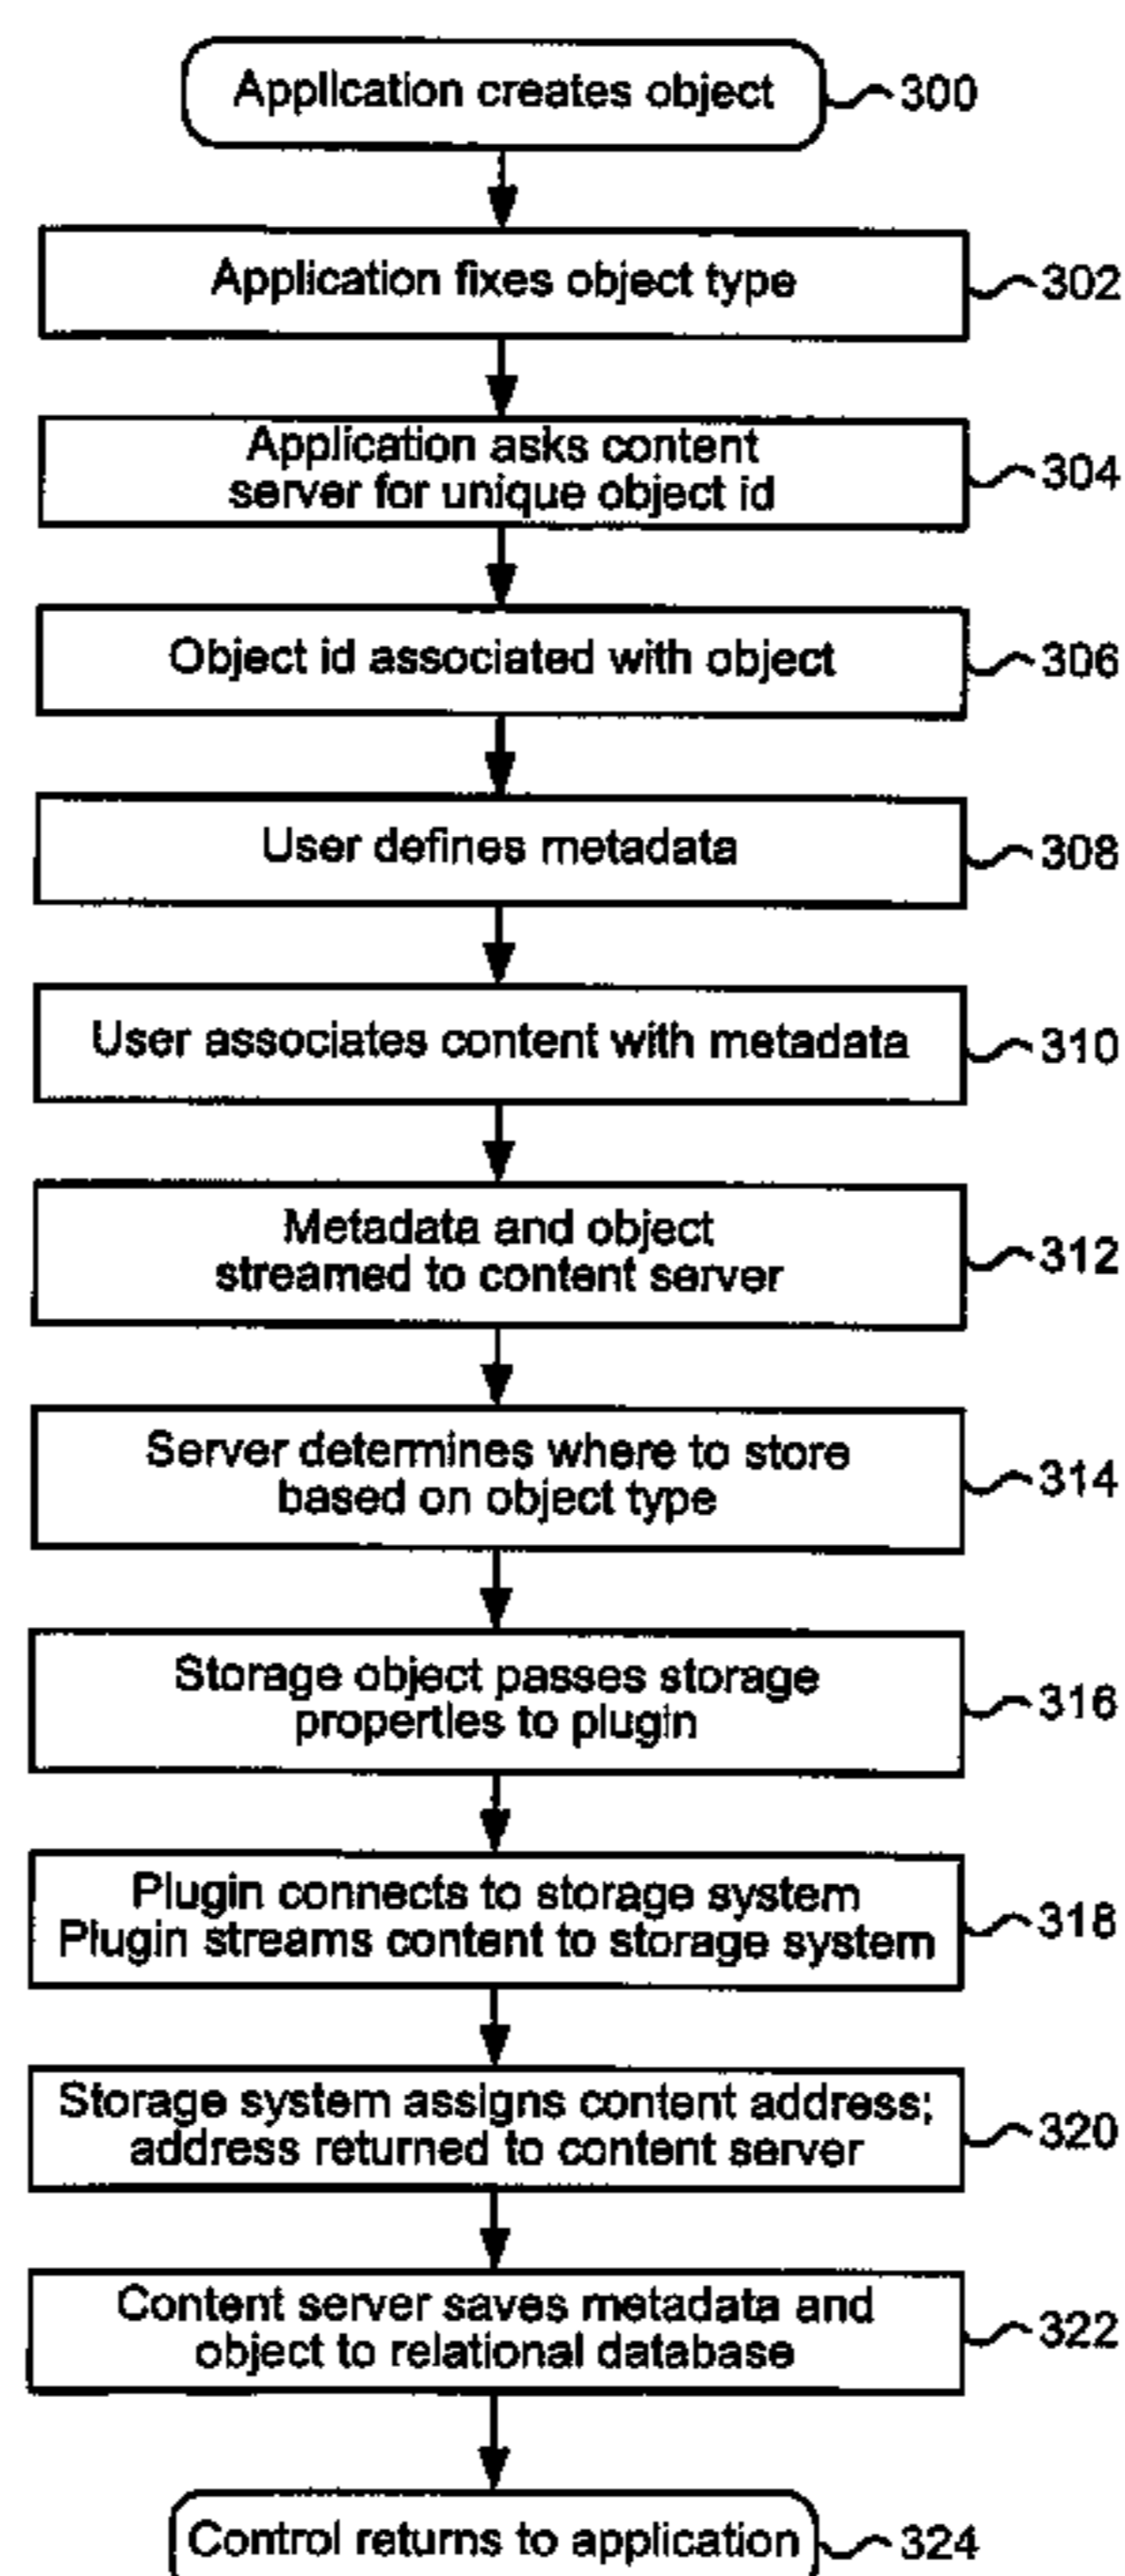 Application creates object
300
Application fixes object type
302
Application asks content
server for unique object id
304
Object id associated with object
306
User defines metadata
308
User associates content with metadata
310
Metadata and object
streamed to content server
312
Server determines where to store
based on object type
314
Storage object passes storage
properties to plugin
316
Plugin connects to storage system
Plugin streams content to storage system
318
Storage system assigns content address;
address returned to content server
320
Content server saves metadata and
object to relational database
322
Control returns to application
324